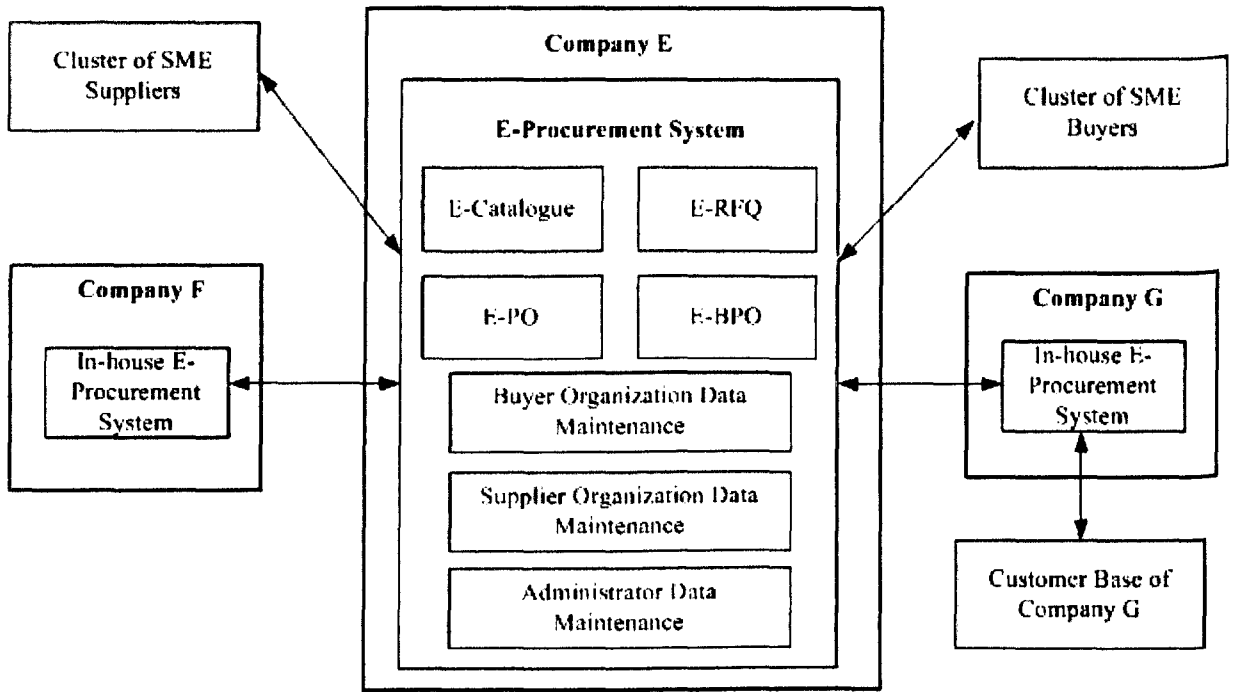 Cluster of SME
Suppliers
Company E
E-Procurement System
E-Catalogue
E-RFQ
E-PO
E-BPO
Buyer Organization Data
Maintenance
Supplier Organization Data
Maintenance
Administrator Data
Maintenance
Cluster of SME
Buyers
Company F
In-house E-
Procurement
System
Company G
In-house E-
Procurement
System
Customer Base of
Company G